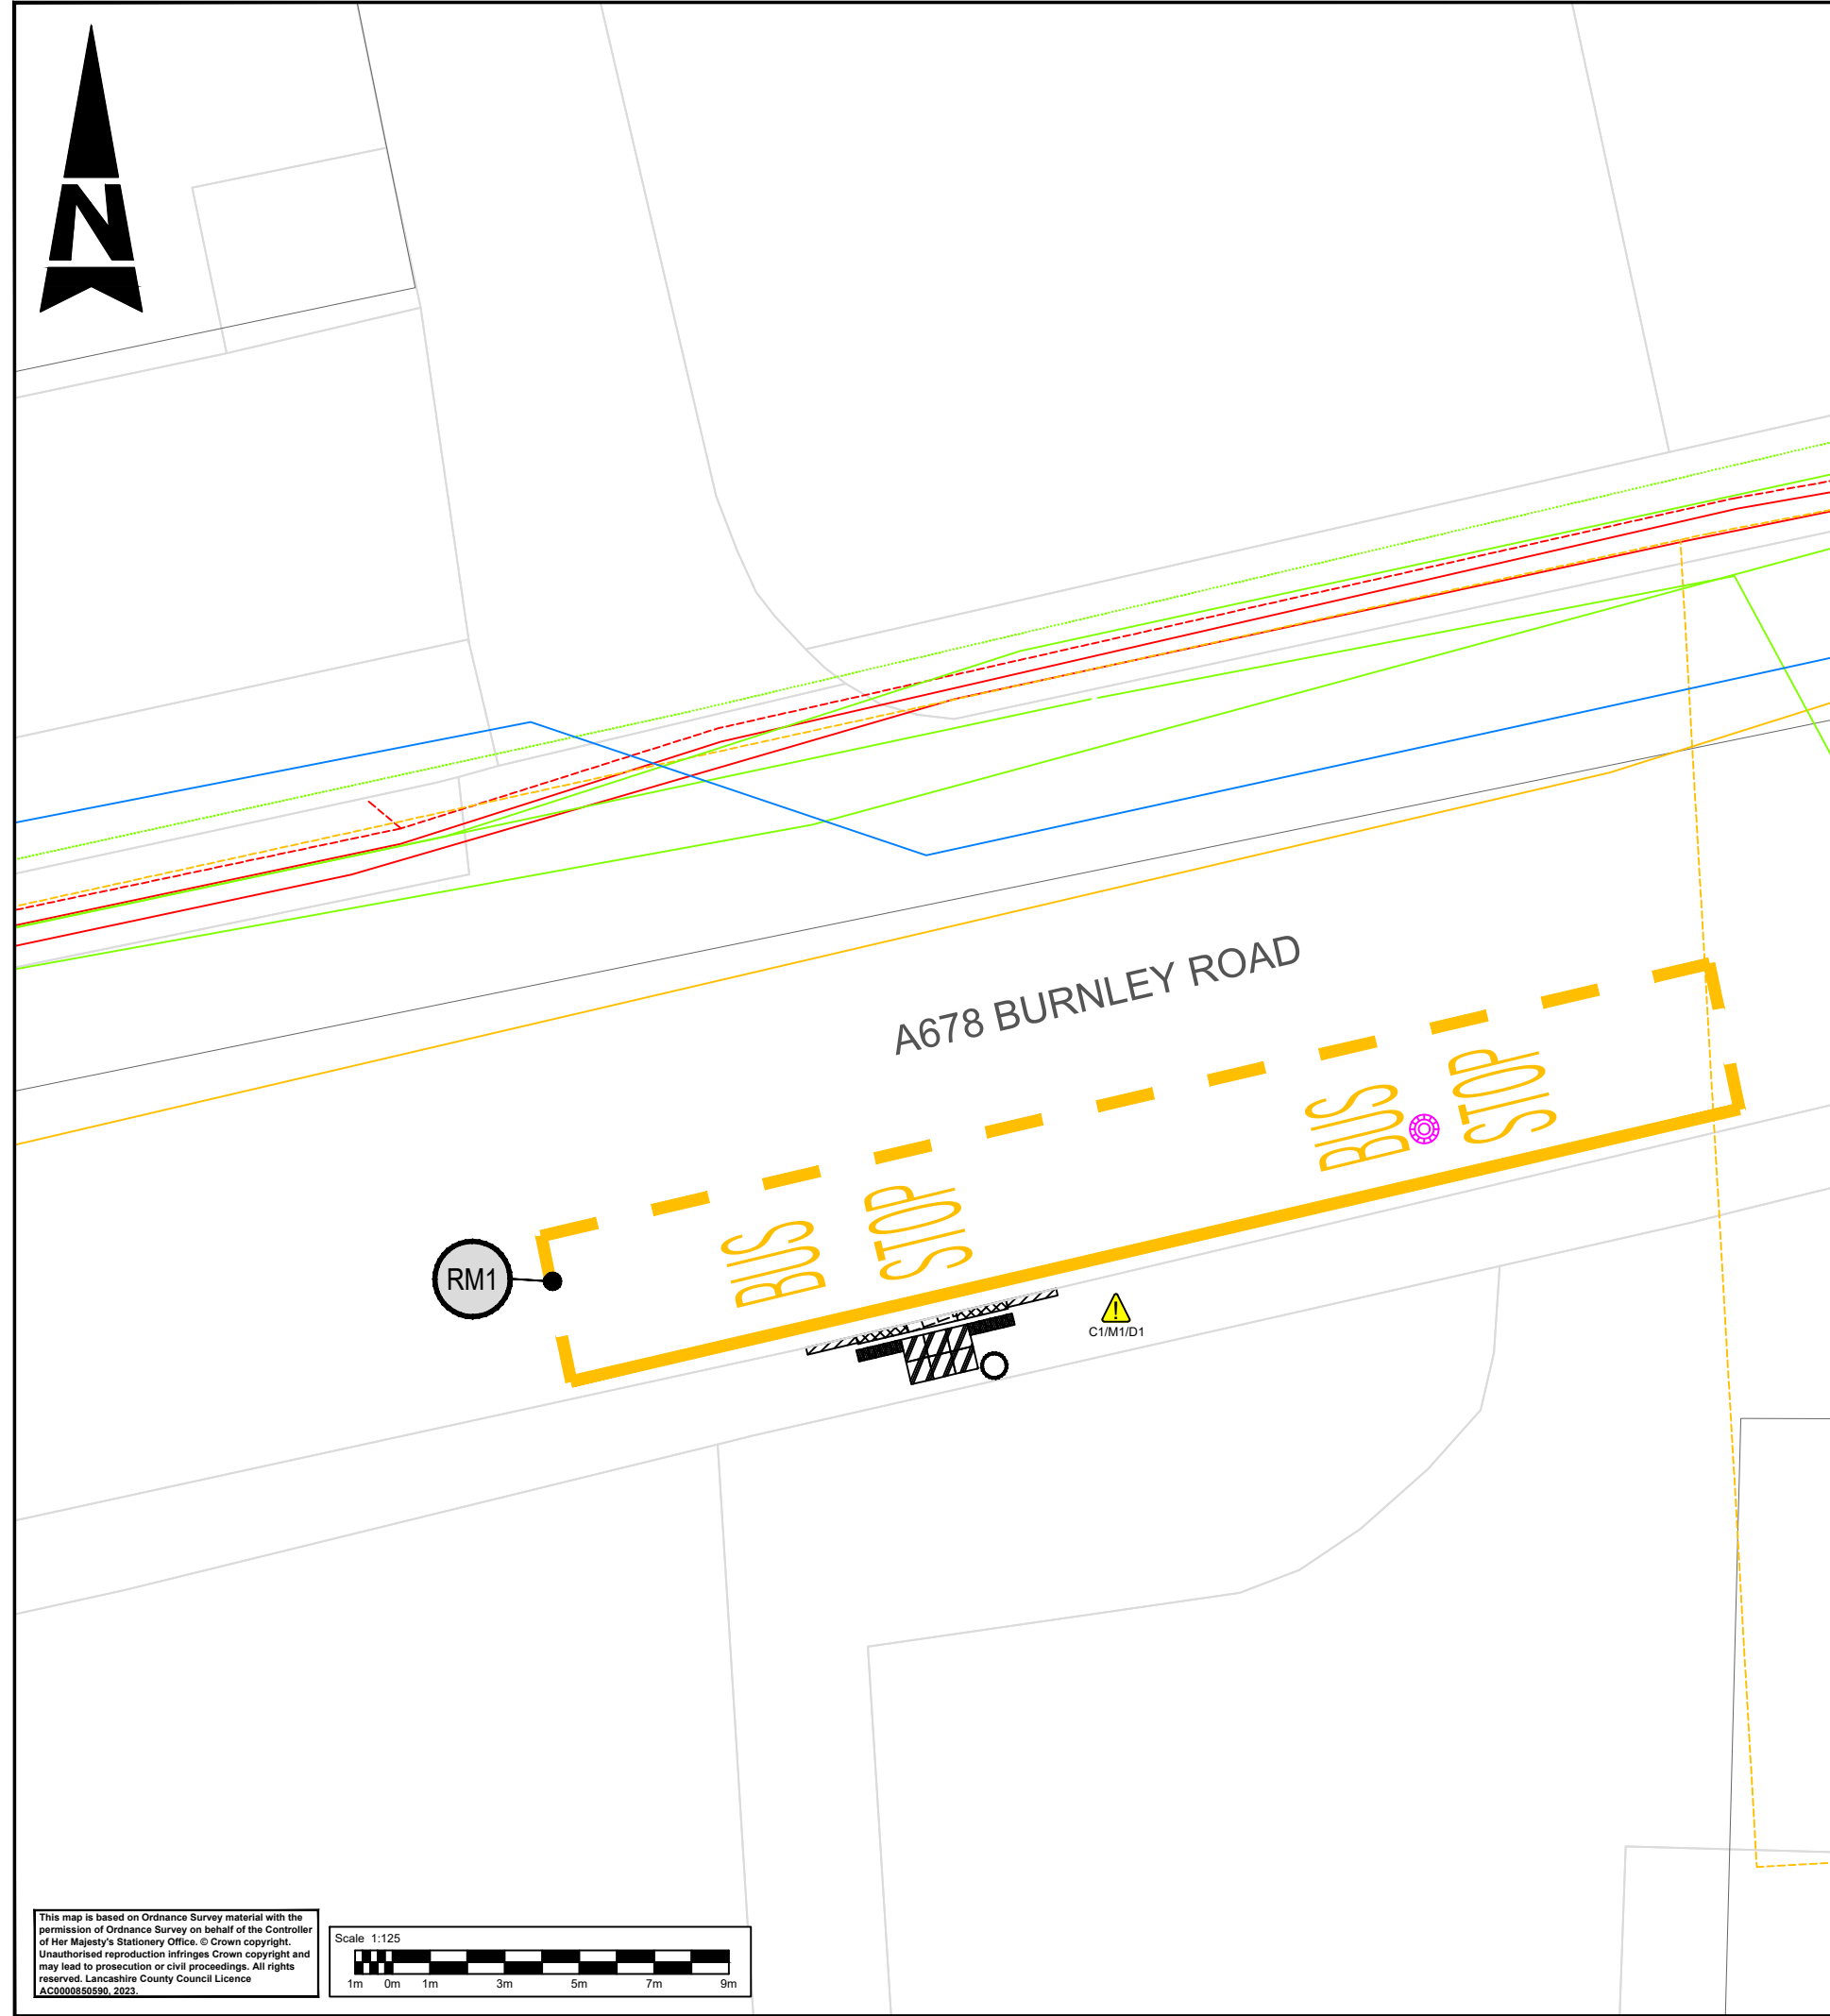 N
A678 BURNLEY ROAD
BUS
STOP
BUS
STOP
RM1
C1/M1/D1
This map is based on Ordnance Survey material with the
permission of Ordnance Survey on behalf of the Controller
of Her Majesty's Stationery Office. © Crown copyright.
Unauthorised reproduction infringes Crown copyright and
may lead to prosecution or civil proceedings. All rights
reserved. Lancashire County Council Licence
AC0000850590, 2023.
Scale 1:125
1m 0m 1m 3m 5m 7m 9m